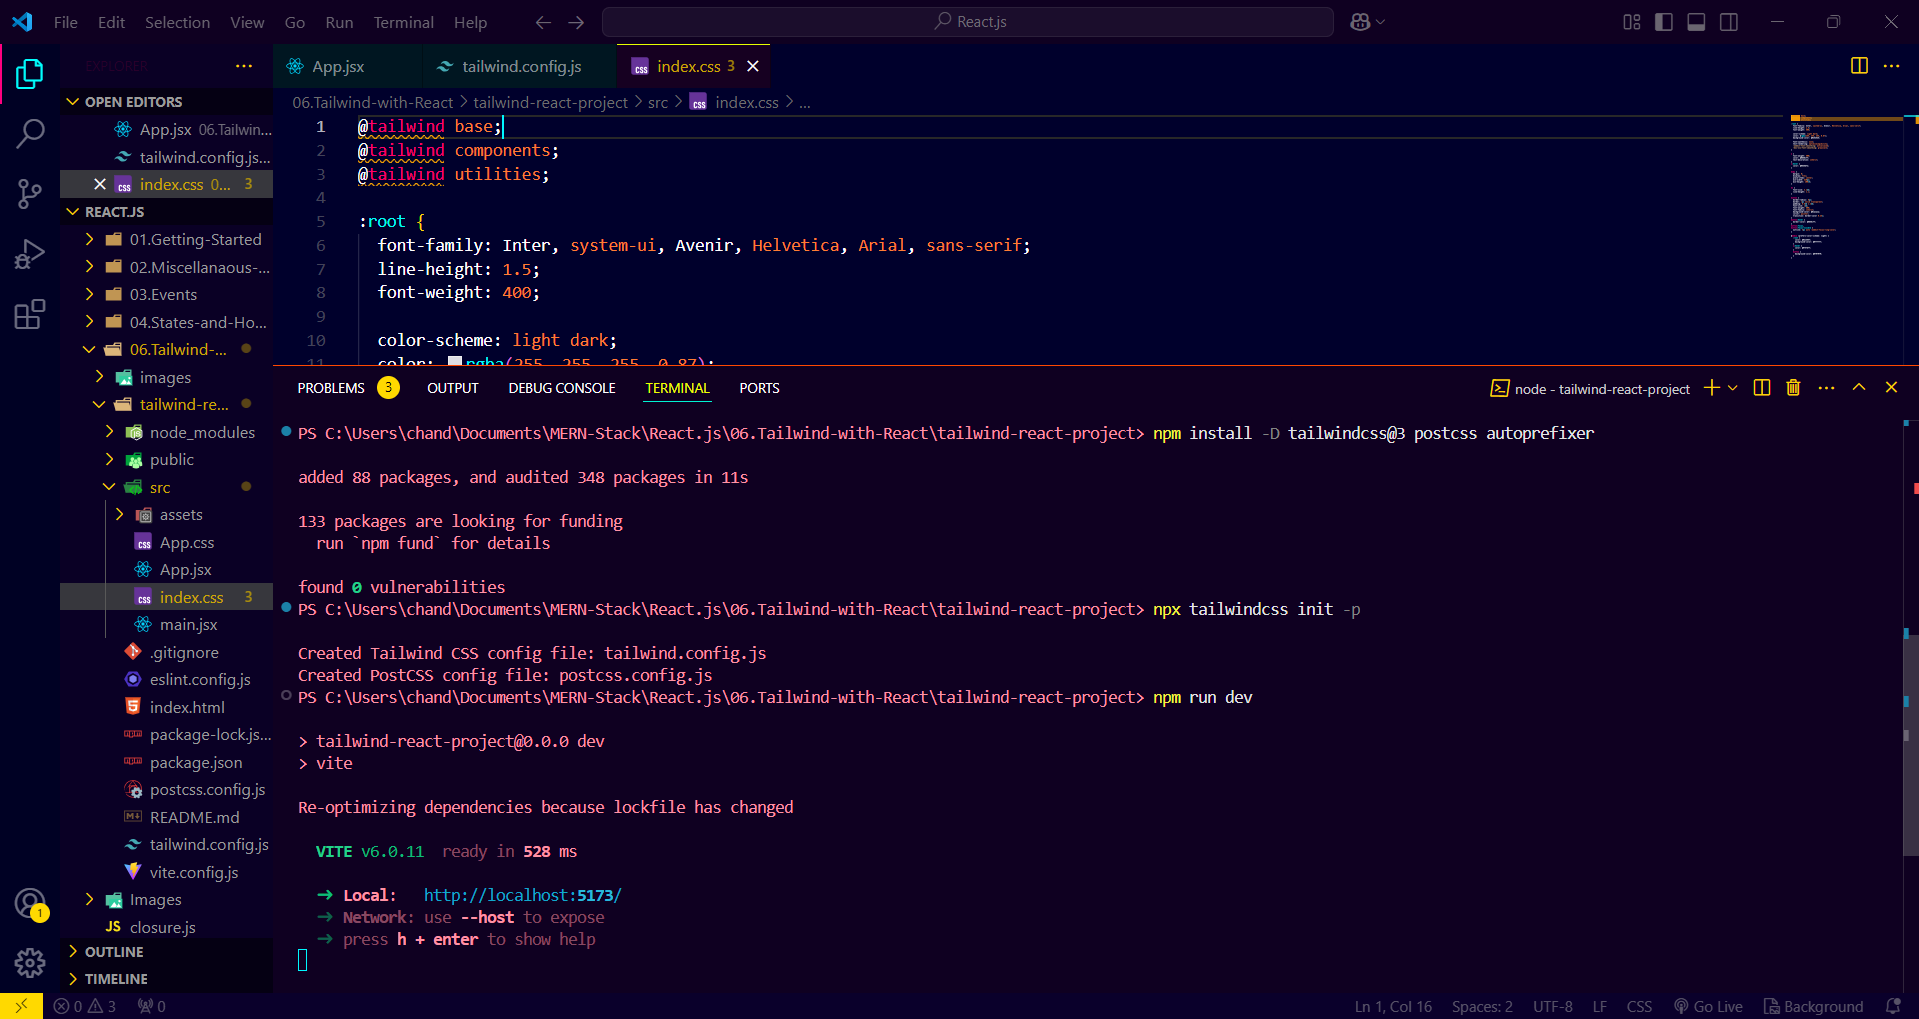 File Edit Selection View Go Run Terminal Help
React.js
EXPLORER
OPEN EDITORS
App.jsx 06.Tailwin...
tailwind.config.js...
index.css 0... 3
REACT.JS
01.Getting-Started
02.Miscellanaous-...
03.Events
04.States-and-Ho...
06.Tailwind-...
images
tailwind-re...
node_modules
public
src
assets
App.css
App.jsx
index.css 3
main.jsx
.gitignore
eslint.config.js
index.html
package-lock.js...
package.json
postcss.config.js
README.md
tailwind.config.js
vite.config.js
Images
closure.js
OUTLINE
TIMELINE
App.jsx tailwind.config.js index.css 3
06.Tailwind-with-React > tailwind-react-project > src > index.css > ...
1 @tailwind base;
2 @tailwind components;
3 @tailwind utilities;
4
5 :root {
6 font-family: Inter, system-ui, Avenir, Helvetica, Arial, sans-serif;
7 line-height: 1.5;
8 font-weight: 400;
9
10 color-scheme: light dark;
11 color: rgba(255, 255, 255, 0.87);
PROBLEMS 3 OUTPUT DEBUG CONSOLE TERMINAL PORTS
node - tailwind-react-project
PS C:\Users\chand\Documents\MERN-Stack\React.js\06.Tailwind-with-React\tailwind-react-project> npm install -D tailwindcss@3 postcss autoprefixer
added 88 packages, and audited 348 packages in 11s
133 packages are looking for funding
run `npm fund` for details
found 0 vulnerabilities
PS C:\Users\chand\Documents\MERN-Stack\React.js\06.Tailwind-with-React\tailwind-react-project> npx tailwindcss init -p
Created Tailwind CSS config file: tailwind.config.js
Created PostCSS config file: postcss.config.js
PS C:\Users\chand\Documents\MERN-Stack\React.js\06.Tailwind-with-React\tailwind-react-project> npm run dev
> tailwind-react-project@0.0.0 dev
> vite
Re-optimizing dependencies because lockfile has changed
VITE v6.0.11 ready in 528 ms
➜ Local: http://localhost:5173/
➜ Network: use --host to expose
➜ press h + enter to show help
1
0 3 0
Ln 1, Col 16 Spaces: 2 UTF-8 LF CSS Go Live Background